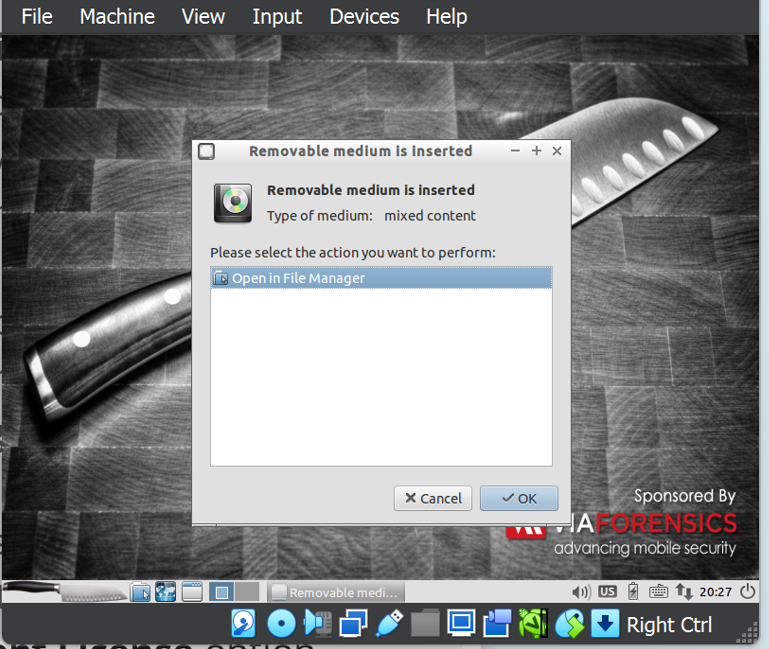 File Machine View Input Devices Help
Removable medium is inserted
Removable medium is inserted
Type of medium: mixed content
Please select the action you want to perform:
Open in File Manager
Cancel OK
Sponsored By
VIAFORENSICS
advancing mobile security
Removable medi... US 20:27
Right Ctrl